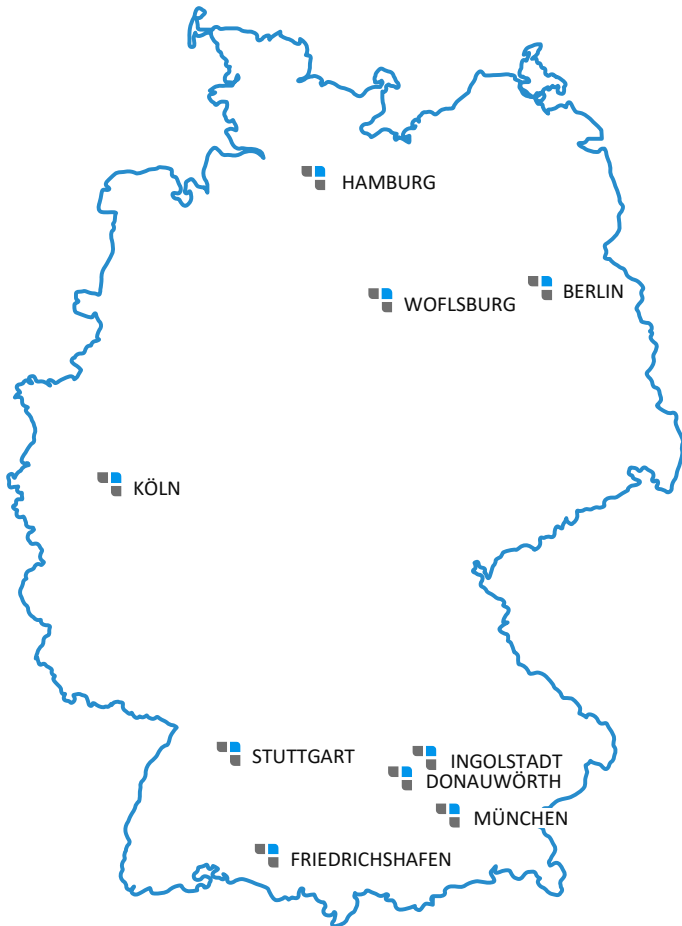 HAMBURG
WOFLSBURG
BERLIN
KÖLN
STUTTGART
INGOLSTADT
DONAUWÖRTH
MÜNCHEN
FRIEDRICHSHAFEN